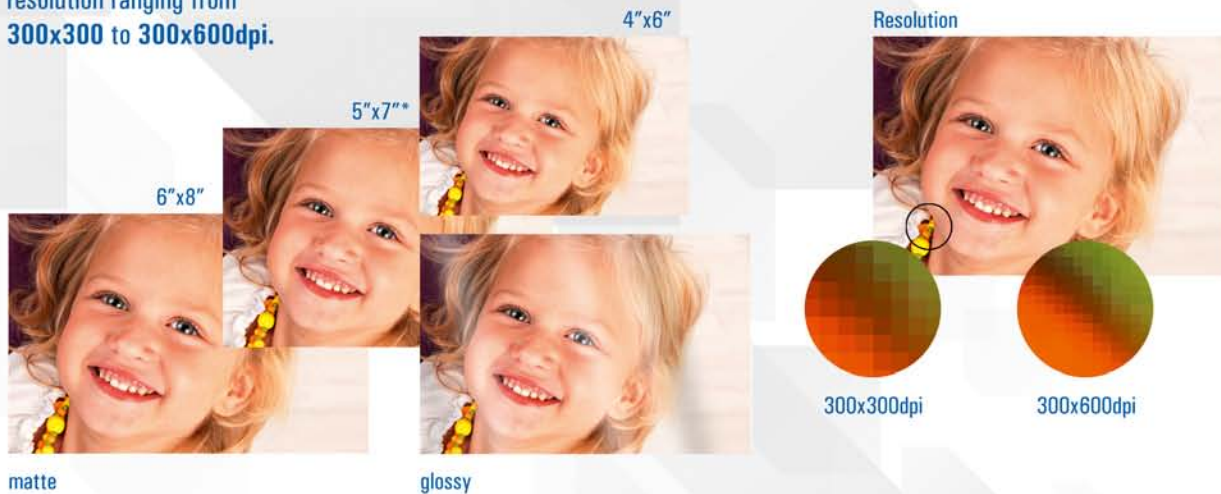 resolution ranging from
300x300 to 300x600dpi.
4"x6"
Resolution
5"x7"*
6"x8"
300x300dpi
300x600dpi
matte
glossy